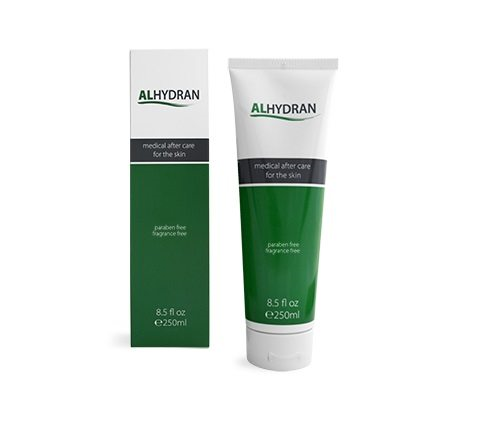 ALHYDRAN
medical after care
for the skin
paraben free
fragrance free
8.5 fl oz
℮250ml
ALHYDRAN
medical after care
for the skin
paraben free
fragrance free
8.5 fl oz
℮250ml